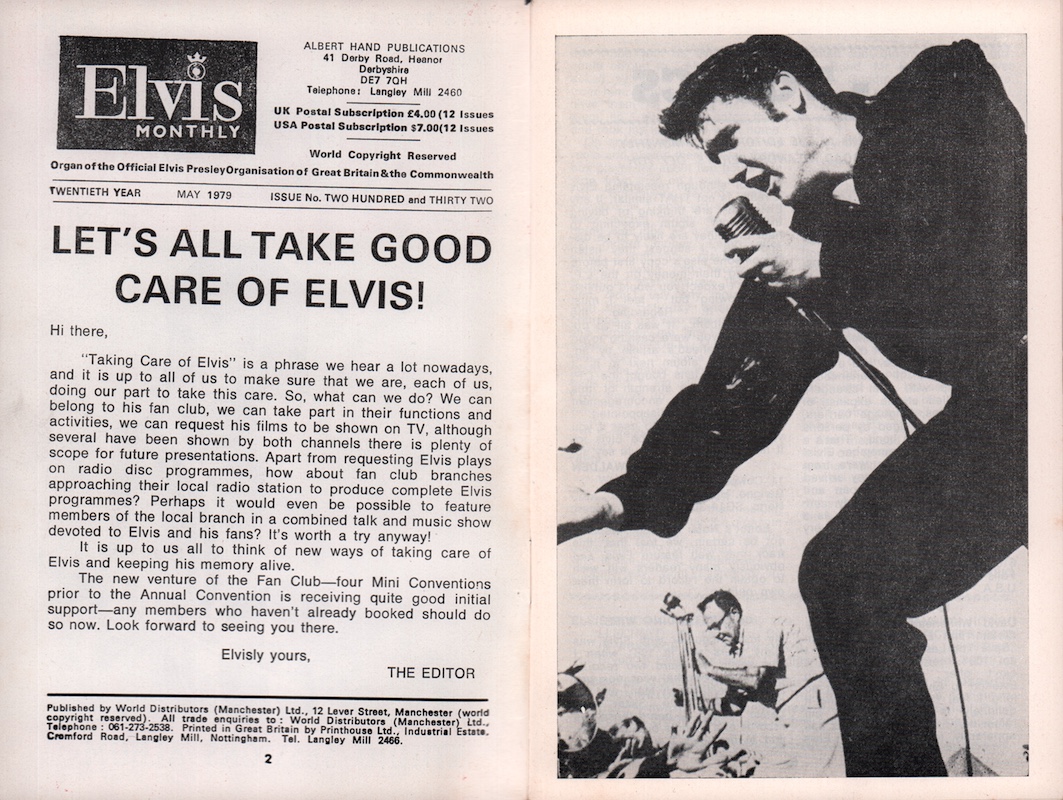 Elvis
MONTHLY
ALBERT HAND PUBLICATIONS
41 Derby Road, Heanor
Derbyshire
DE7 7QH
Telephone: Langley Mill 2460
UK Postal Subscription £4.00 (12 Issues
USA Postal Subscription $7.00 (12 Issues
World Copyright Reserved
Organ of the Official Elvis Presley Organisation of Great Britain & the Commonwealth
TWENTIETH YEAR MAY 1979 ISSUE No. TWO HUNDRED and THIRTY TWO
LET'S ALL TAKE GOOD
CARE OF ELVIS!
Hi there,
"Taking Care of Elvis" is a phrase we hear a lot nowadays,
and it is up to all of us to make sure that we are, each of us,
doing our part to take this care. So, what can we do? We can
belong to his fan club, we can take part in their functions and
activities, we can request his films to be shown on TV, although
several have been shown by both channels there is plenty of
scope for future presentations. Apart from requesting Elvis plays
on radio disc programmes, how about fan club branches
approaching their local radio station to produce complete Elvis
programmes? Perhaps it would even be possible to feature
members of the local branch in a combined talk and music show
devoted to Elvis and his fans? It's worth a try anyway!
It is up to us all to think of new ways of taking care of
Elvis and keeping his memory alive.
The new venture of the Fan Club—four Mini Conventions
prior to the Annual Convention is receiving quite good initial
support—any members who haven't already booked should do
so now. Look forward to seeing you there.
Elvisly yours,
THE EDITOR
Published by World Distributors (Manchester) Ltd., 12 Lever Street, Manchester (world
copyright reserved). All trade enquiries to: World Distributors (Manchester) Ltd.,
Telephone: 061-273-2538. Printed in Great Britain by Printhouse Ltd., Industrial Estate,
Cromford Road, Langley Mill, Nottingham. Tel. Langley Mill 2466.
2